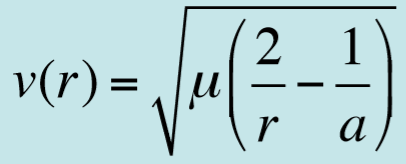 v(r) = √(μ(2/r − 1/a))